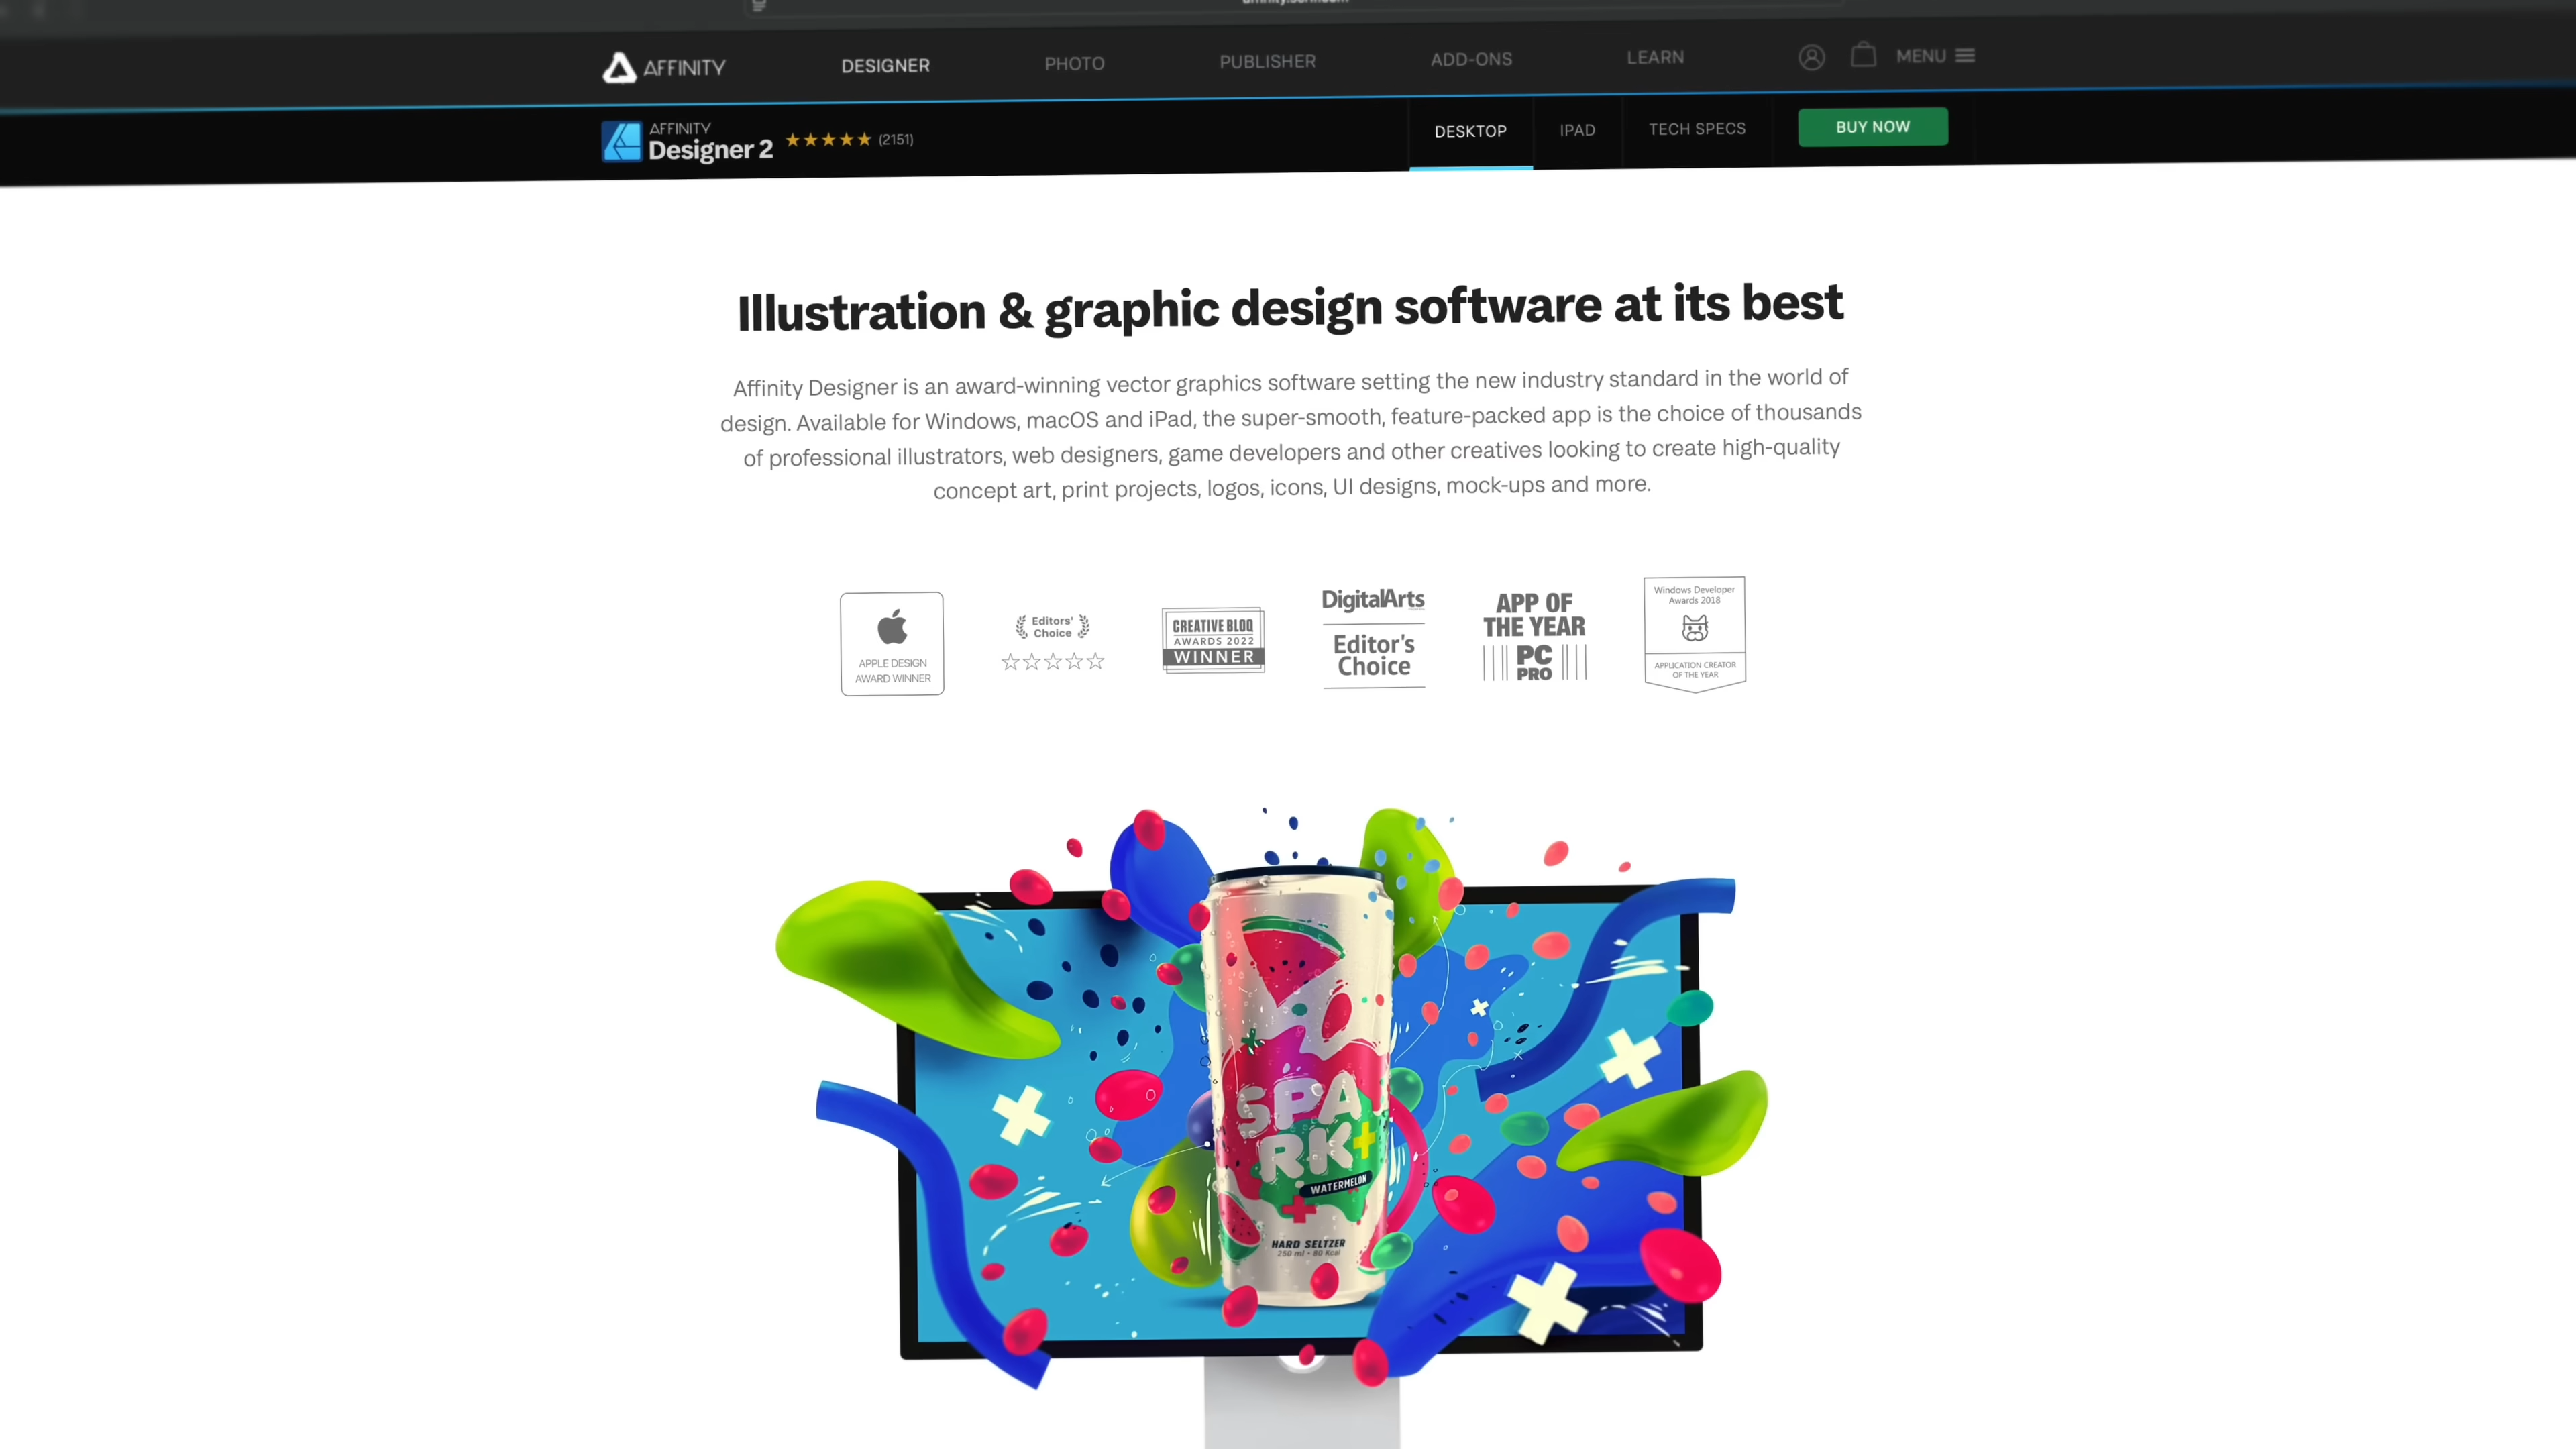 AFFINITY
DESIGNER
PHOTO
PUBLISHER
ADD-ONS
LEARN
MENU
AFFINITY
Designer 2
(2151)
DESKTOP
IPAD
TECH SPECS
BUY NOW
Illustration & graphic design software at its best
Affinity Designer is an award-winning vector graphics software setting the new industry standard in the world of
design. Available for Windows, macOS and iPad, the super-smooth, feature-packed app is the choice of thousands
of professional illustrators, web designers, game developers and other creatives looking to create high-quality
concept art, print projects, logos, icons, UI designs, mock-ups and more.
APPLE DESIGN
AWARD WINNER
Editors'
Choice
CREATIVE BLOQ
AWARDS 2022
WINNER
DigitalArts
Editor's
Choice
APP OF
THE YEAR
PC
PRO
Windows Developer
Awards 2018
APPLICATION CREATOR
OF THE YEAR
SPA
RK+
WATERMELON
HARD SELTZER
250 ml • 80 Kcal